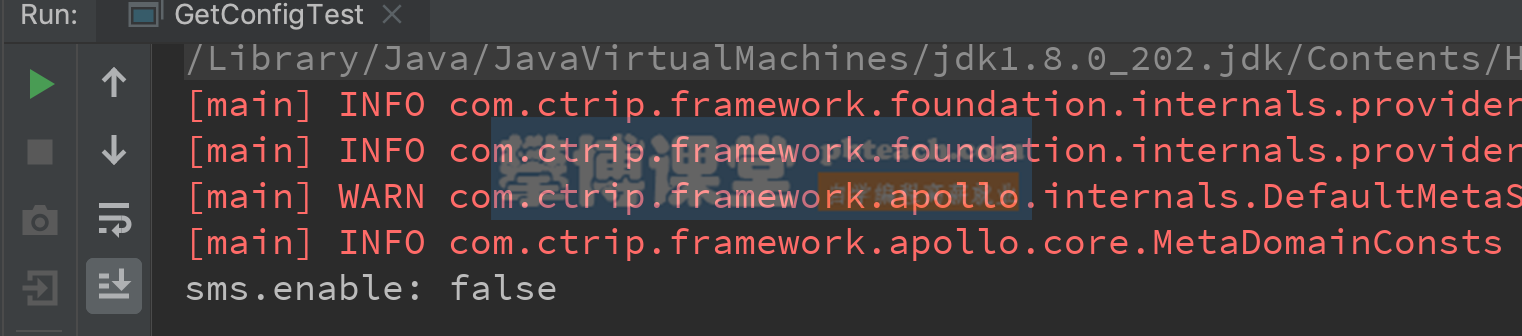 Run: GetConfigTest
/Library/Java/JavaVirtualMachines/jdk1.8.0_202.jdk/Contents/H
[main] INFO com.ctrip.framework.foundation.internals.provider
[main] INFO com.ctrip.framework.foundation.internals.provider
[main] WARN com.ctrip.framework.apollo.internals.DefaultMetaS
[main] INFO com.ctrip.framework.apollo.core.MetaDomainConsts
sms.enable: false